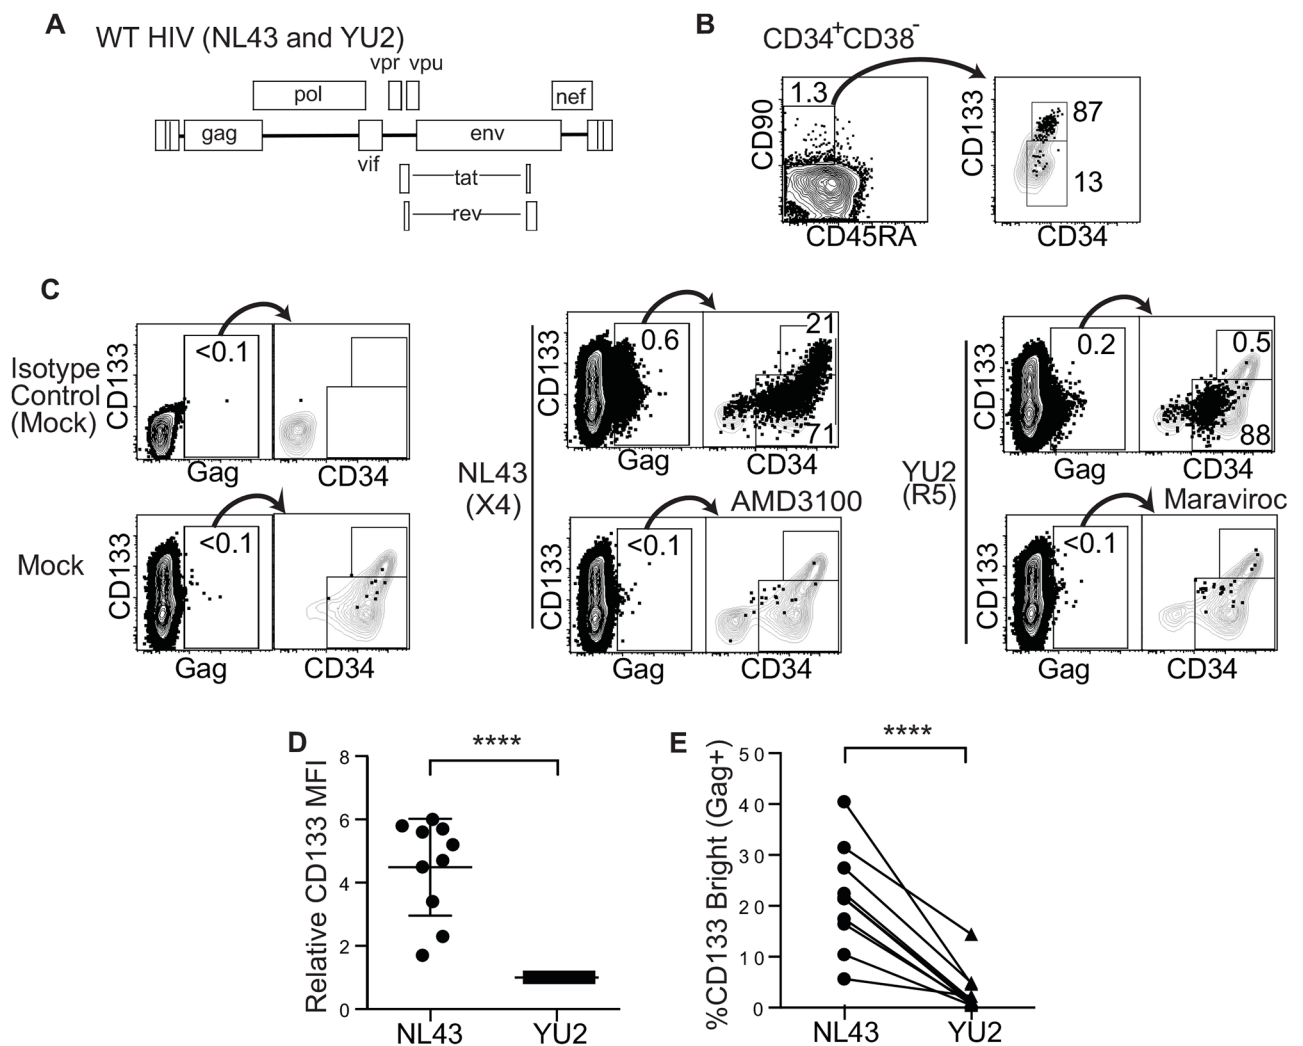 A
WT HIV (NL43 and YU2)
vpr
vpu
pol
nef
gag
env
vif
tat
rev
B
CD34+CD38-
1.3
CD90
CD45RA
CD133
87
13
CD34
C
Isotype
Control
(Mock)
CD133
<0.1
Gag
CD34
Mock
CD133
<0.1
Gag
CD34
NL43
(X4)
CD133
0.6
21
71
Gag
CD34
AMD3100
CD133
<0.1
Gag
CD34
YU2
(R5)
CD133
0.2
0.5
88
Gag
CD34
Maraviroc
CD133
<0.1
Gag
CD34
D
****
Relative CD133 MFI
8
6
4
2
0
NL43
YU2
E
****
%CD133 Bright (Gag+)
50
40
30
20
10
0
NL43
YU2